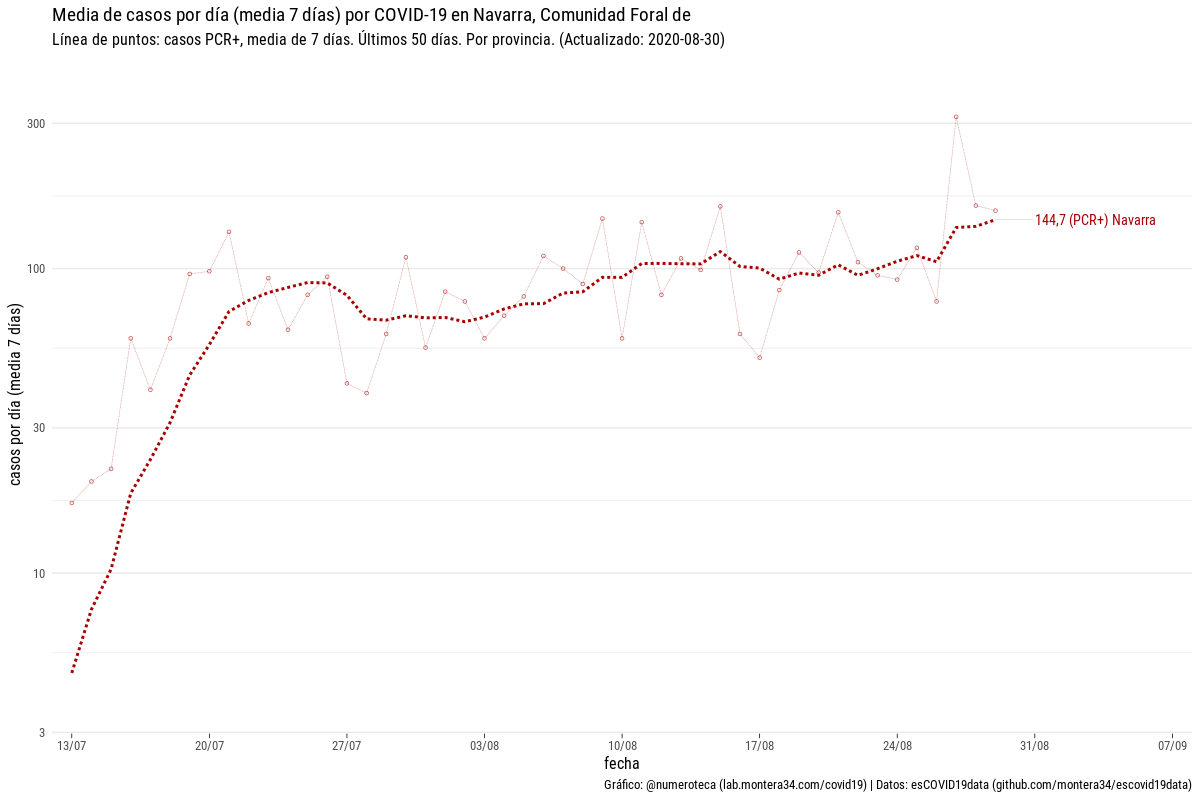 Media de casos por día (media 7 días) por COVID-19 en Navarra, Comunidad Foral de
Línea de puntos: casos PCR+, media de 7 días. Últimos 50 días. Por provincia. (Actualizado: 2020-08-30)
casos por día (media 7 días)
300
100
30
10
3
144,7 (PCR+) Navarra
13/07
20/07
27/07
03/08
10/08
17/08
24/08
31/08
07/09
fecha
Gráfico: @numeroteca (lab.montera34.com/covid19) | Datos: esCOVID19data (github.com/montera34/escovid19data)